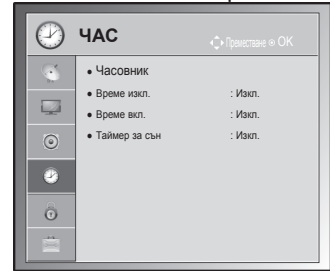 ЧАС
Преместване OK
• Часовник
• Време изкл. : Изкл.
• Време вкл. : Изкл.
• Таймер за сън : Изкл.